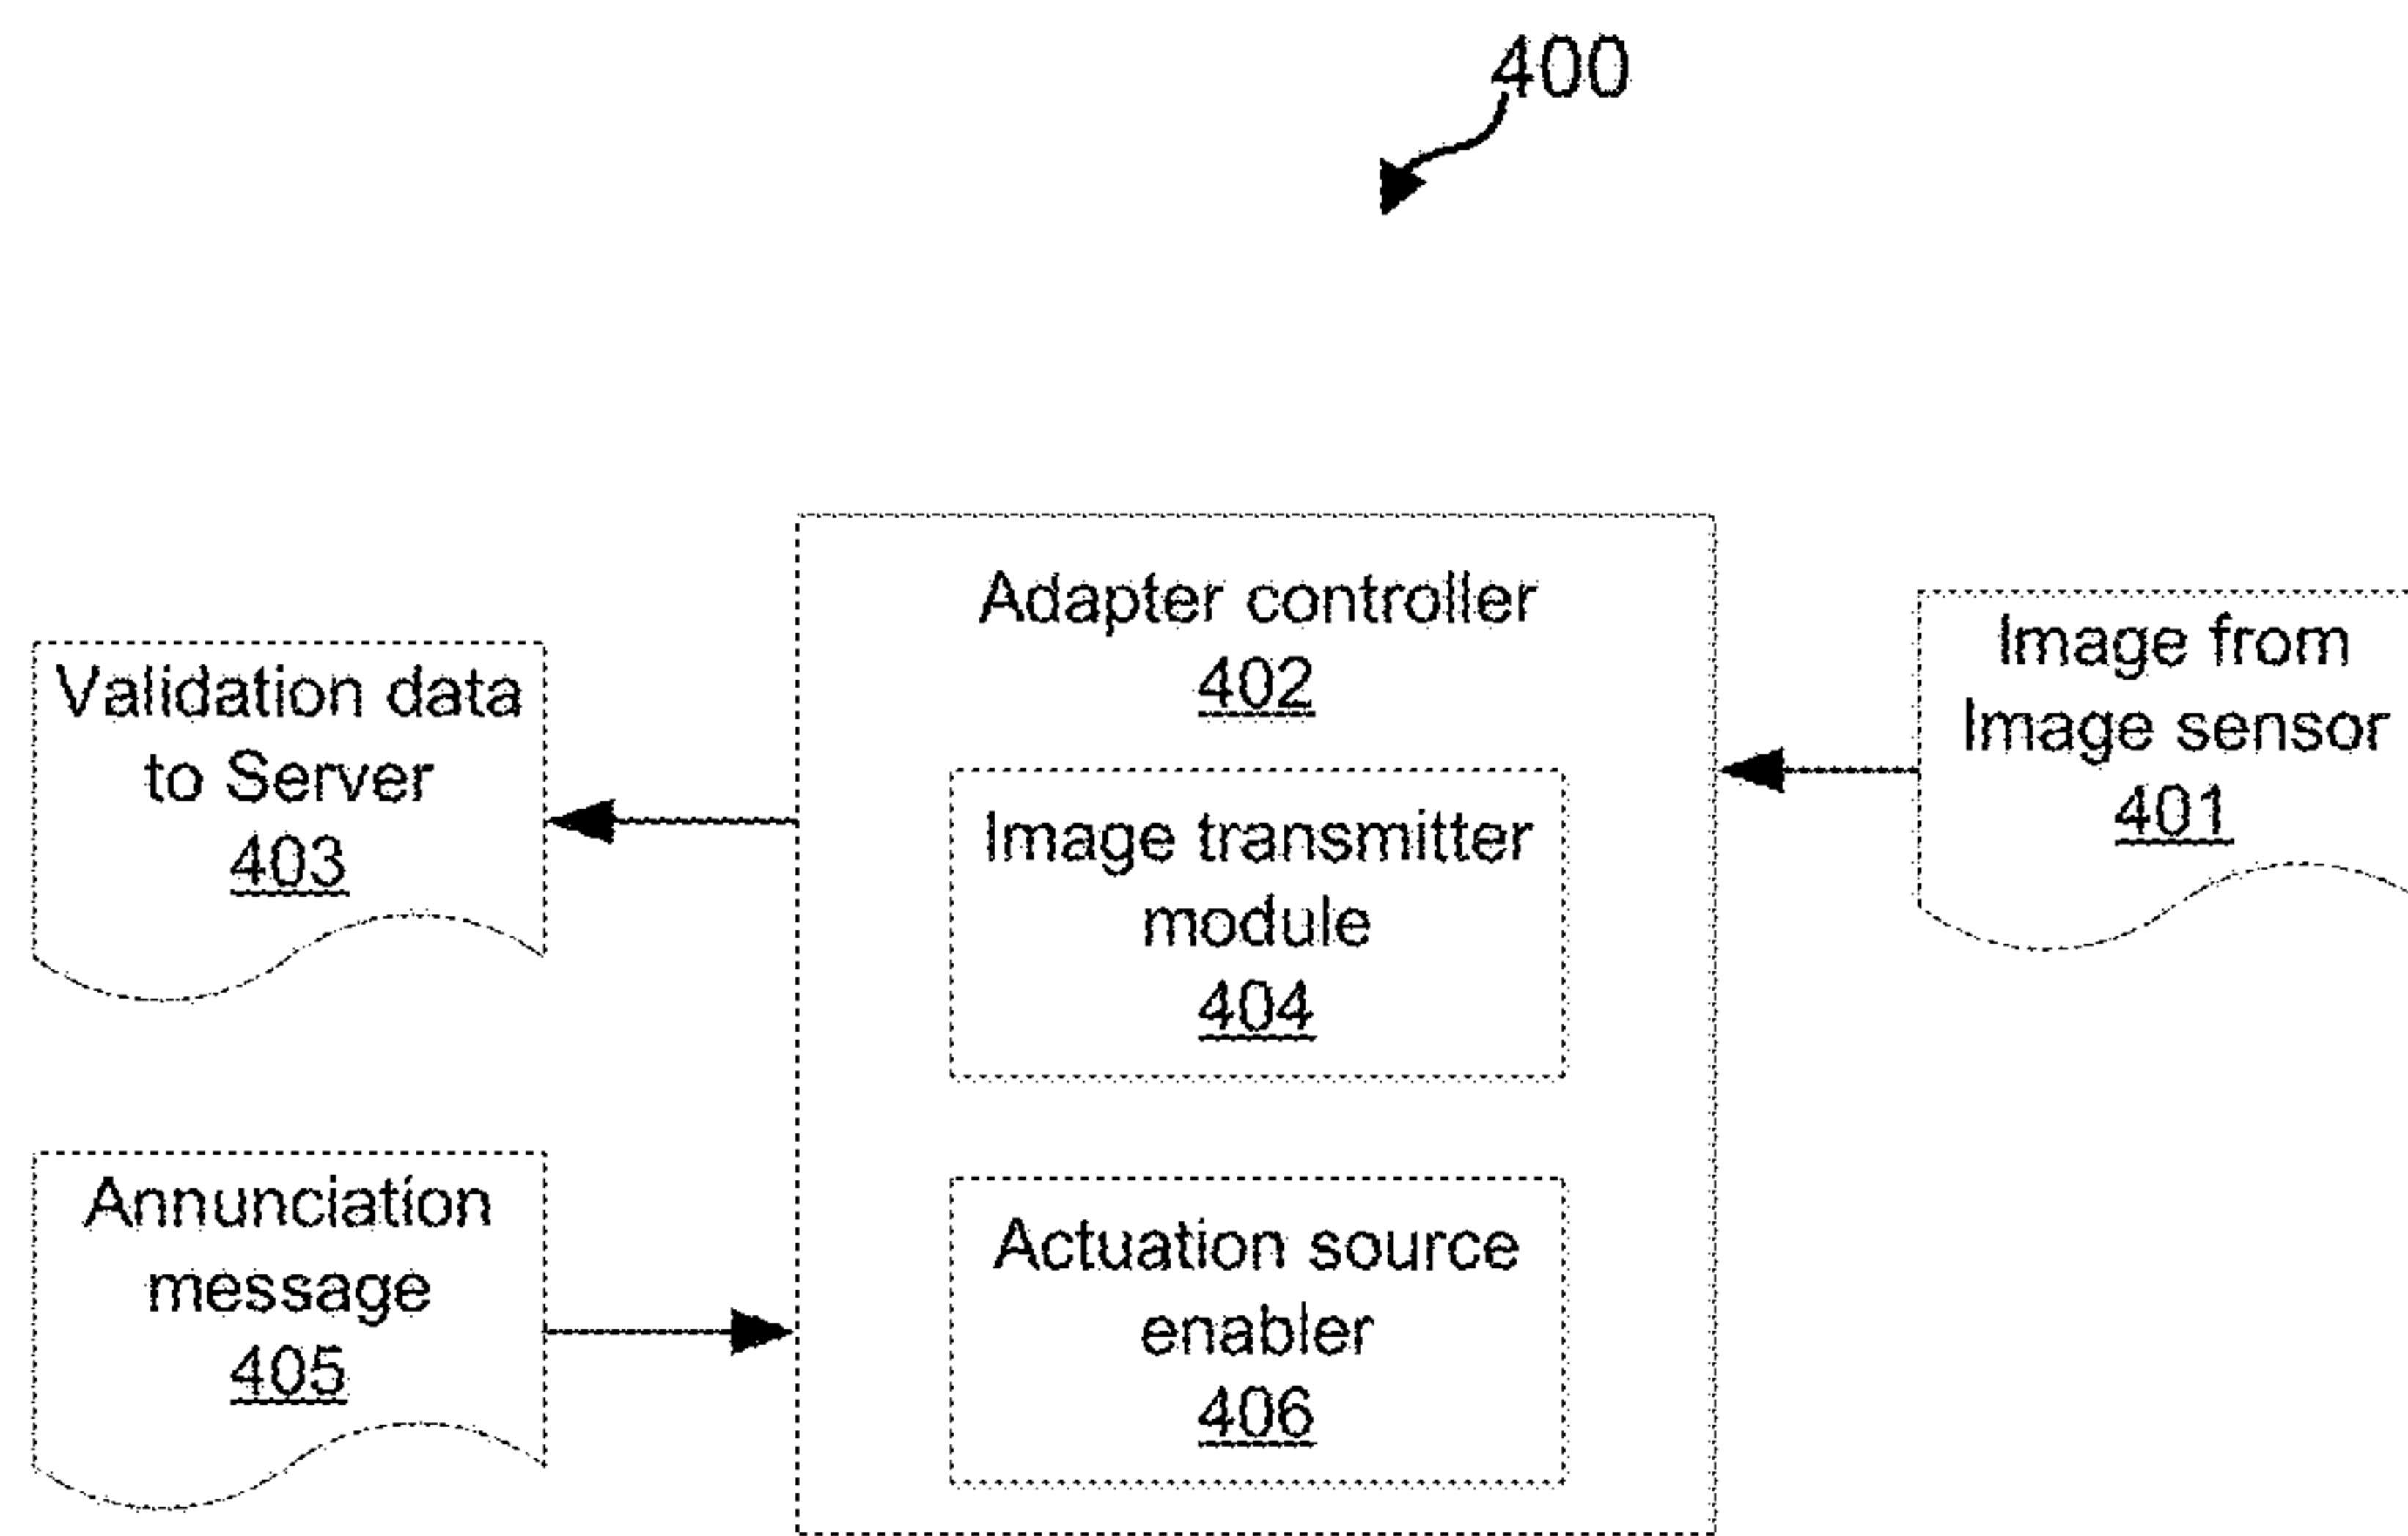 400
Adapter controller
402
Image from
Image sensor
401
Validation data
to Server
403
Image transmitter
module
404
Annunciation
message
405
Actuation source
enabler
406